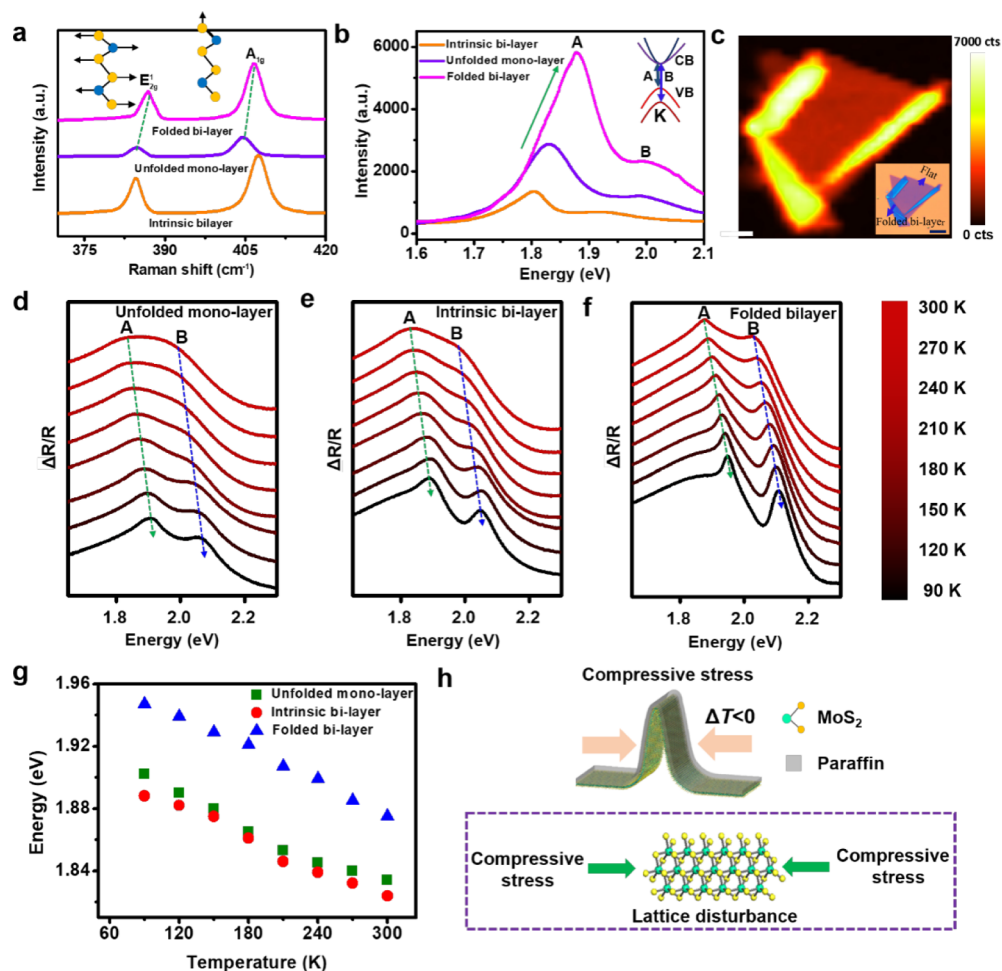 a
E¹2g
A1g
Folded bi-layer
Unfolded mono-layer
Intrinsic bilayer
Intensity (a.u.)
375 390 405 420
Raman shift (cm⁻¹)
b
6000
4000
2000
0
Intrinsic bi-layer
Unfolded mono-layer
Folded bi-layer
A
B
A B
CB
VB
K
Intensity (a.u.)
1.6 1.7 1.8 1.9 2.0 2.1
Energy (eV)
c
7000 cts
0 cts
Flat
Folded bi-layer
d
Unfolded mono-layer
A
B
ΔR/R
1.8 2.0 2.2
Energy (eV)
e
Intrinsic bi-layer
A
B
ΔR/R
1.8 2.0 2.2
Energy (eV)
f
Folded bilayer
A
B
ΔR/R
1.8 2.0 2.2
Energy (eV)
300 K
270 K
240 K
210 K
180 K
150 K
120 K
90 K
g
1.96
1.92
1.88
1.84
Unfolded mono-layer
Intrinsic bi-layer
Folded bi-layer
Energy (eV)
60 120 180 240 300
Temperature (K)
h
Compressive stress
ΔT<0
MoS₂
Paraffin
Compressive
stress
Compressive
stress
Lattice disturbance